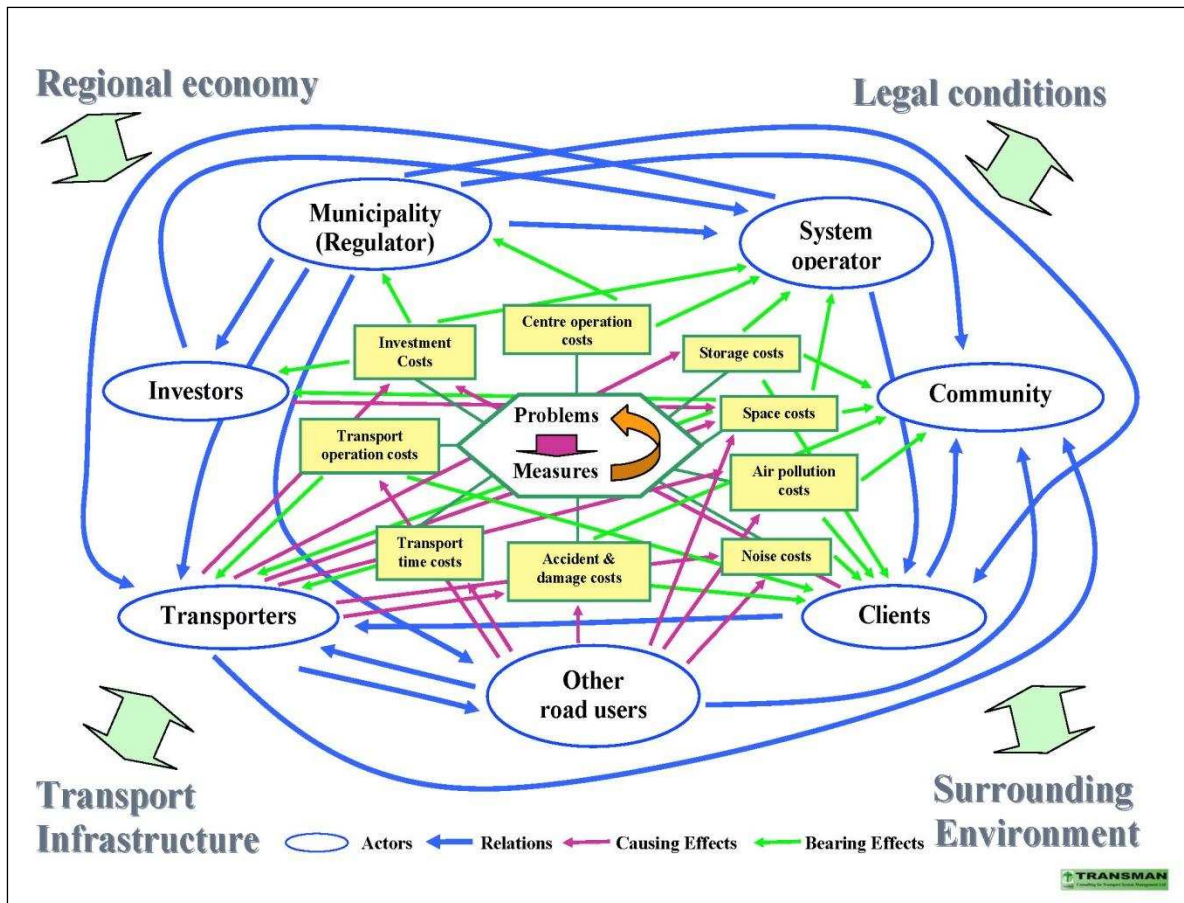 Regional economy
Legal conditions
Municipality
(Regulator)
System
operator
Centre operation
costs
Investment
Costs
Storage costs
Investors
Community
Problems
Measures
Space costs
Transport
operation costs
Air pollution
costs
Transport
time costs
Accident &
damage costs
Noise costs
Transporters
Clients
Other
road users
Transport
Infrastructure
Surrounding
Environment
Actors
Relations
Causing Effects
Bearing Effects
TRANSMAN